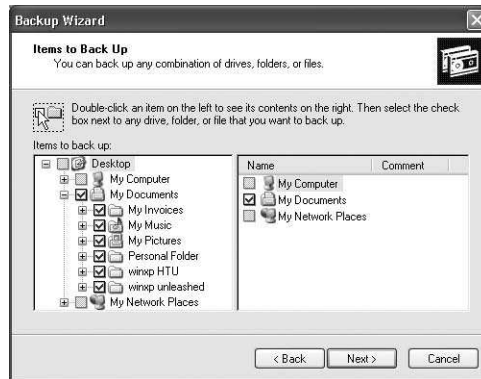 Backup Wizard
Items to Back Up
You can back up any combination of drives, folders, or files.
Double-click an item on the left to see its contents on the right. Then select the check
box next to any drive, folder, or file that you want to back up.
Items to back up:
Desktop
My Computer
My Documents
My Invoices
My Music
My Pictures
Personal Folder
winxp HTU
winxp unleashed
My Network Places
Name Comment
My Computer
My Documents
My Network Places
< Back Next > Cancel